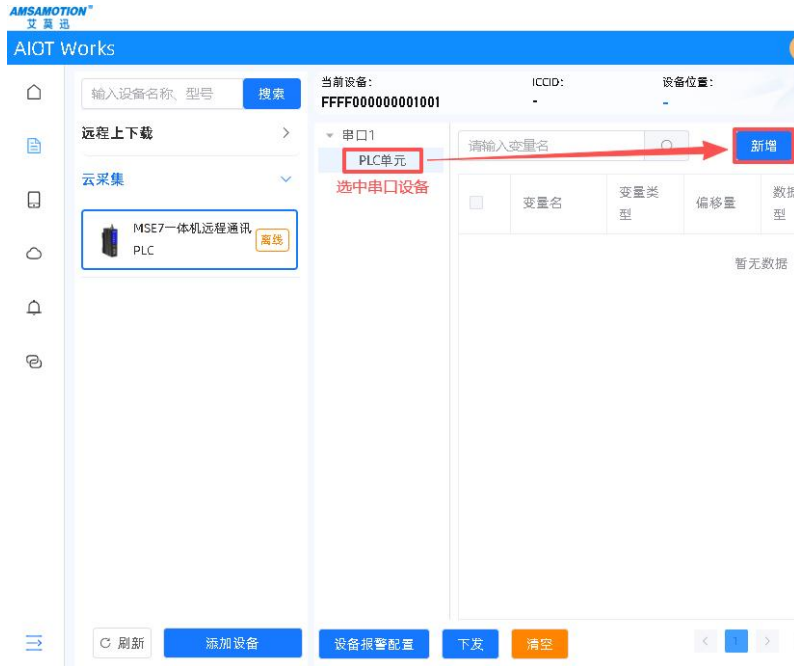 AMSAMOTION®
艾莫迅
AIOT Works
输入设备名称、型号
搜索
远程上下载
云采集
MSE7一体机远程通讯
PLC
离线
刷新
添加设备
当前设备:
FFFF000000001001
ICCID:
-
设备位置:
-
串口1
PLC单元
选中串口设备
请输入变量名
新增
变量名
变量类
型
偏移量
数据
型
暂无数据
设备报警配置
下发
清空
1